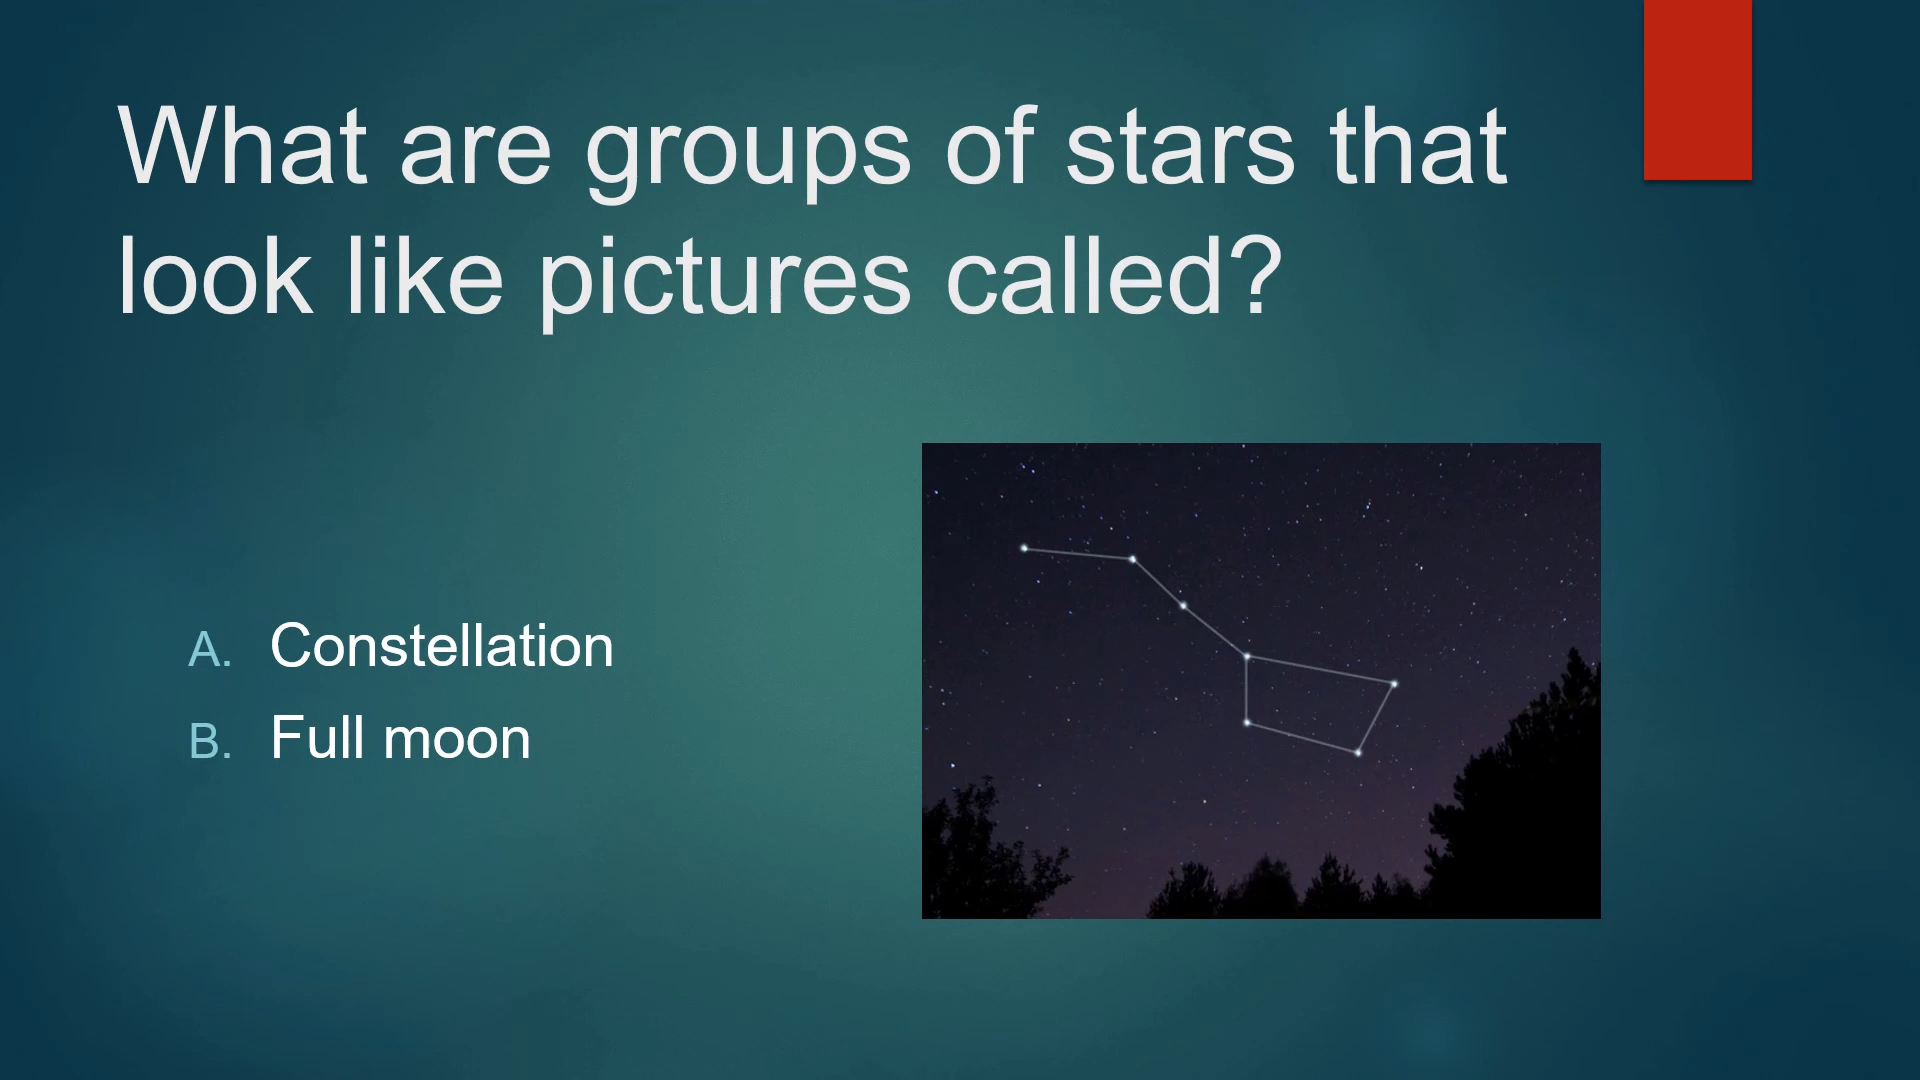 What are groups of stars that
look like pictures called?
A. Constellation
B. Full moon